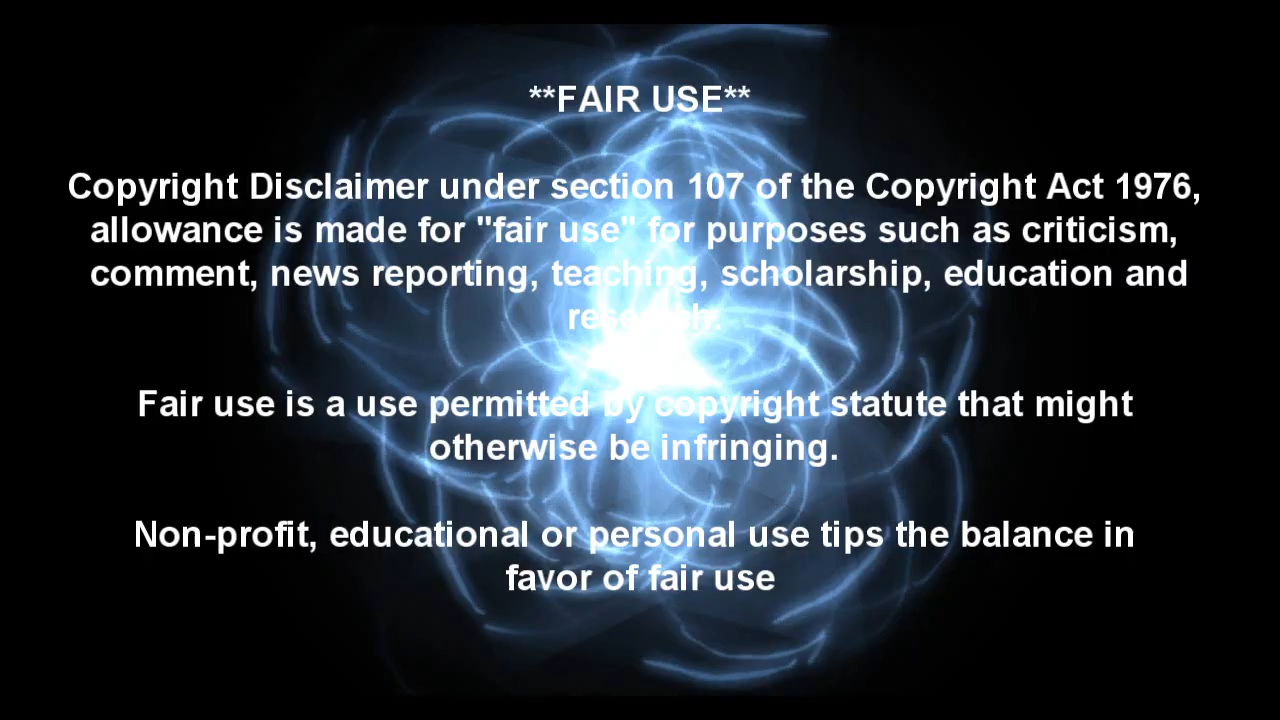 **FAIR USE**
Copyright Disclaimer under section 107 of the Copyright Act 1976,
allowance is made for "fair use" for purposes such as criticism,
comment, news reporting, teaching, scholarship, education and
research.
Fair use is a use permitted by copyright statute that might
otherwise be infringing.
Non-profit, educational or personal use tips the balance in
favor of fair use